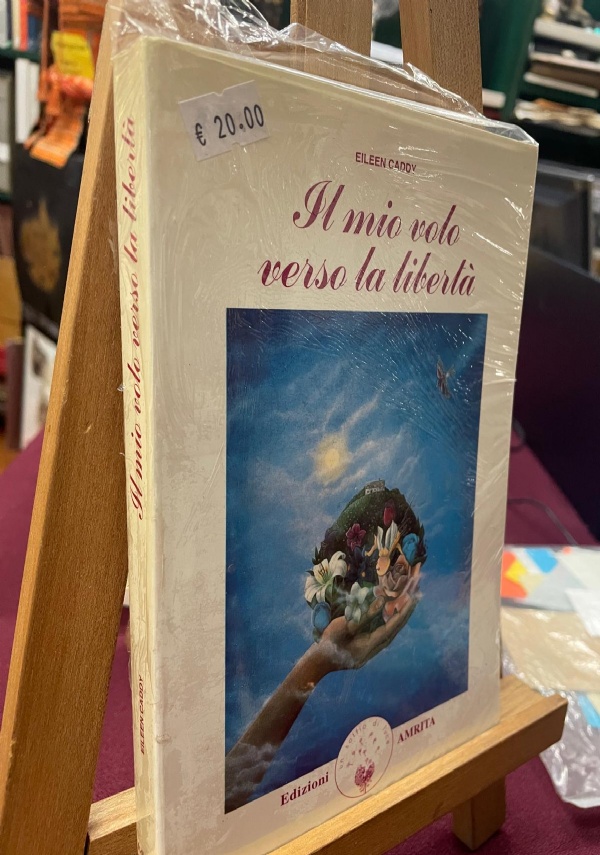 € 20.00
EILEEN CADDY
Il mio volo
verso la libertà
Edizioni
AMRITA
Il mio volo verso la libertà
EILEEN CADDY